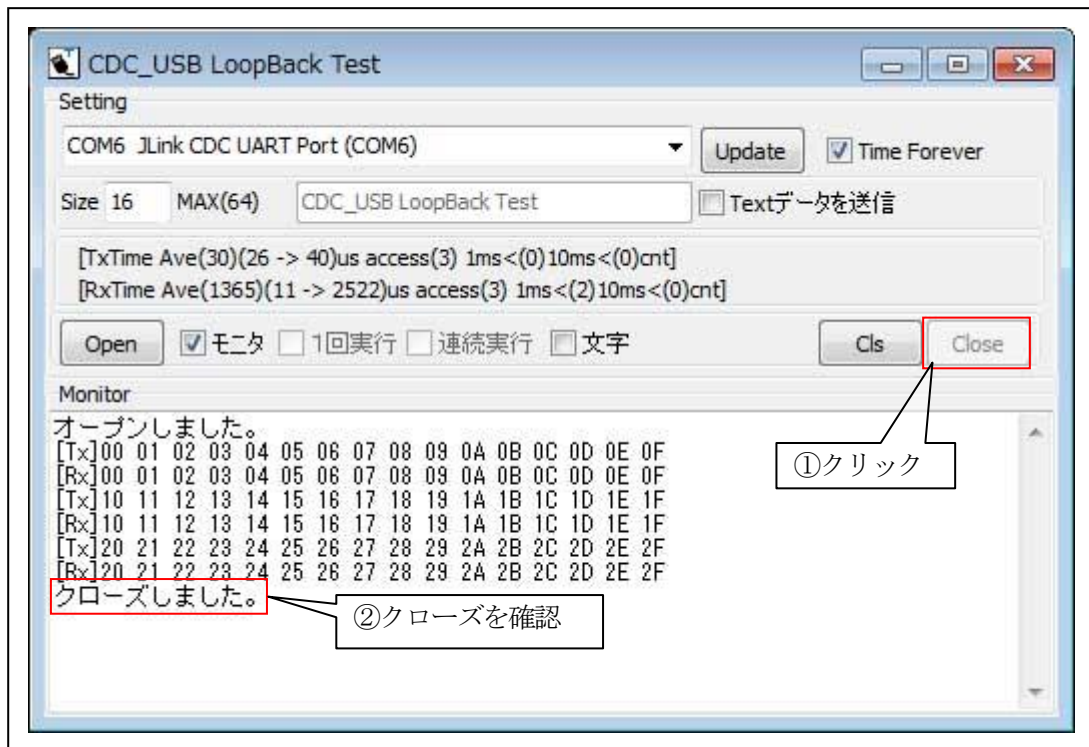 CDC_USB LoopBack Test
Setting
COM6 JLink CDC UART Port (COM6)
Update
Time Forever
Size 16 MAX(64) CDC_USB LoopBack Test Textデータを送信
[TxTime Ave(30)(26 -> 40)us access(3) 1ms<(0)10ms<(0)cnt]
[RxTime Ave(1365)(11 -> 2522)us access(3) 1ms<(2)10ms<(0)cnt]
Open モニタ 1回実行 連続実行 文字 Cls Close
Monitor
オープンしました。
[Tx]00 01 02 03 04 05 06 07 08 09 0A 0B 0C 0D 0E 0F
[Rx]00 01 02 03 04 05 06 07 08 09 0A 0B 0C 0D 0E 0F
[Tx]10 11 12 13 14 15 16 17 18 19 1A 1B 1C 1D 1E 1F
[Rx]10 11 12 13 14 15 16 17 18 19 1A 1B 1C 1D 1E 1F
[Tx]20 21 22 23 24 25 26 27 28 29 2A 2B 2C 2D 2E 2F
[Rx]20 21 22 23 24 25 26 27 28 29 2A 2B 2C 2D 2E 2F
クローズしました。
①クリック
②クローズを確認